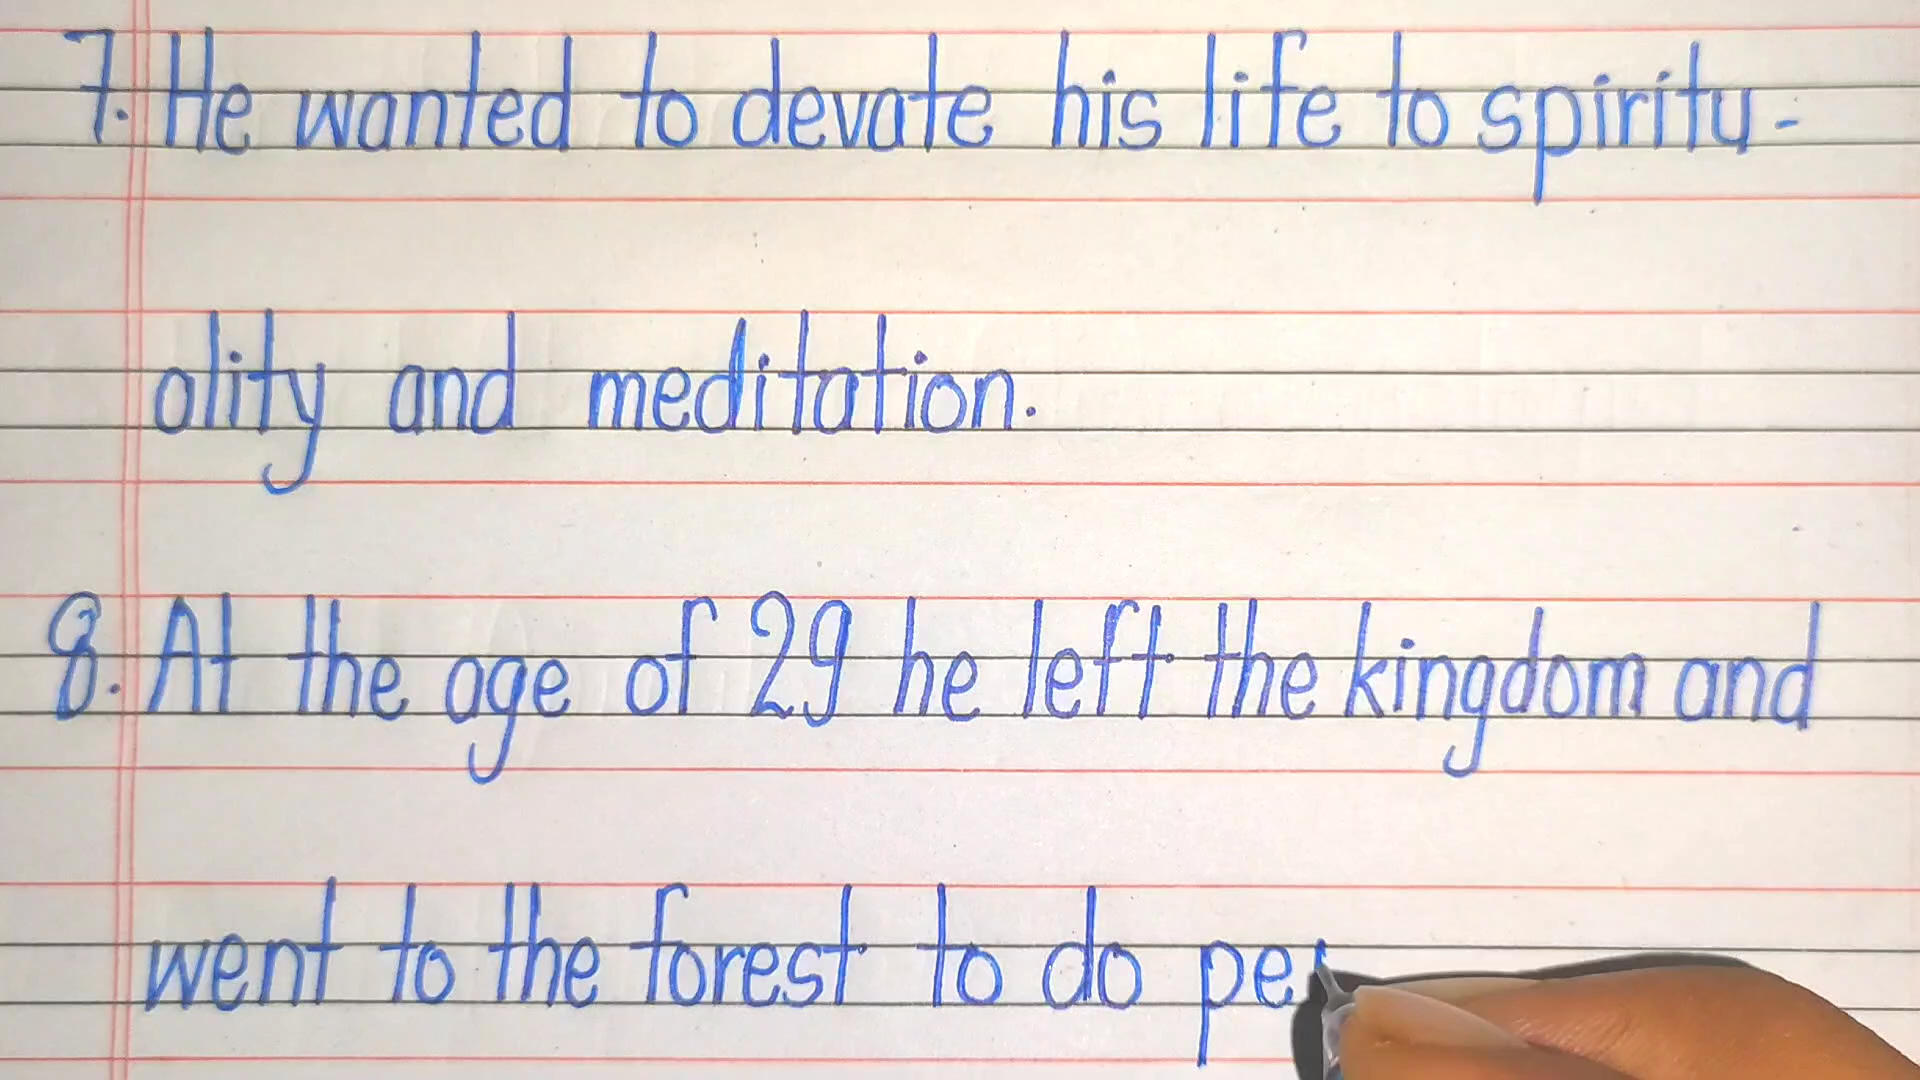 7. He wanted to devate his life to spiritu-
ality and meditation.
8. At the age of 29 he left the kingdom and
went to the forest to do